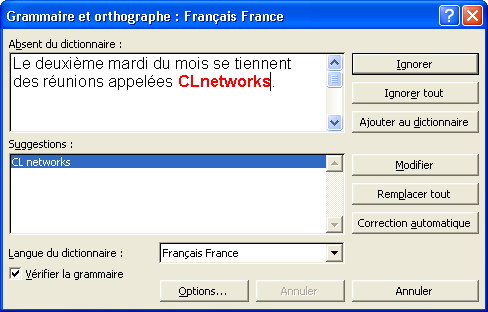 Grammaire et orthographe : Français France
Absent du dictionnaire :
Le deuxième mardi du mois se tiennent
des réunions appelées CLnetworks.
Ignorer
Ignorer tout
Ajouter au dictionnaire
Suggestions :
CL networks
Modifier
Remplacer tout
Correction automatique
Langue du dictionnaire :
Français France
Vérifier la grammaire
Options...
Annuler
Annuler